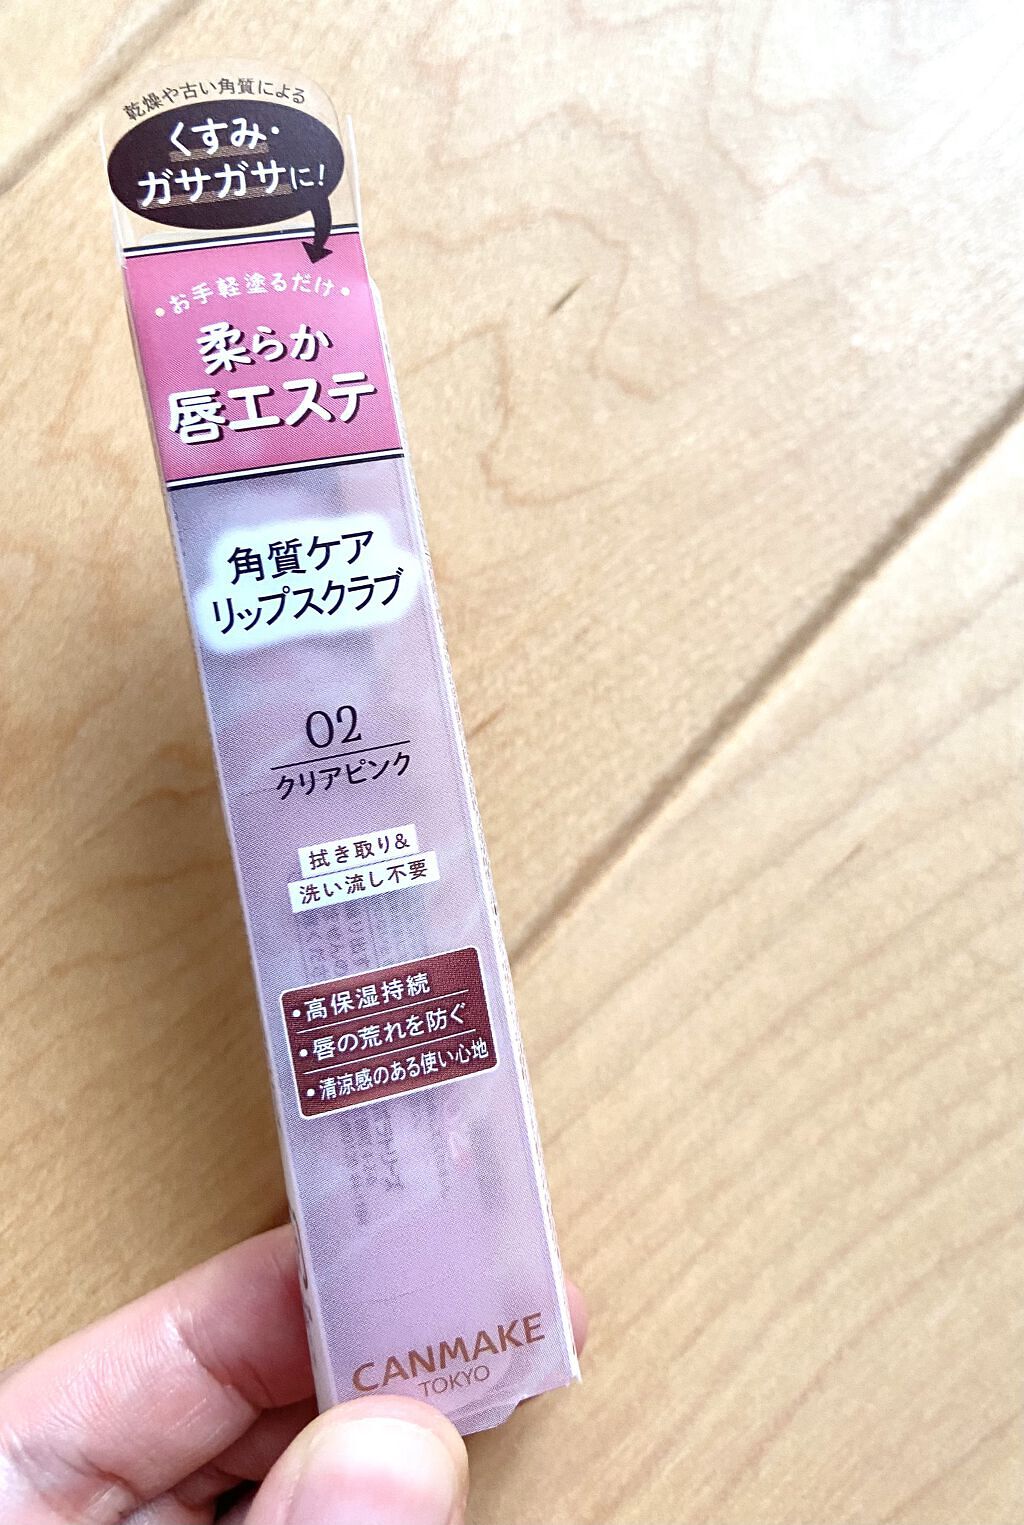 乾燥や古い角質による
くすみ・
ガサガサに!
・お手軽塗るだけ・
柔らか
唇エステ
角質ケア
リップスクラブ
02
クリアピンク
拭き取り&
洗い流し不要
・高保湿持続
・唇の荒れを防ぐ
・清涼感のある使い心地
CANMAKE
TOKYO